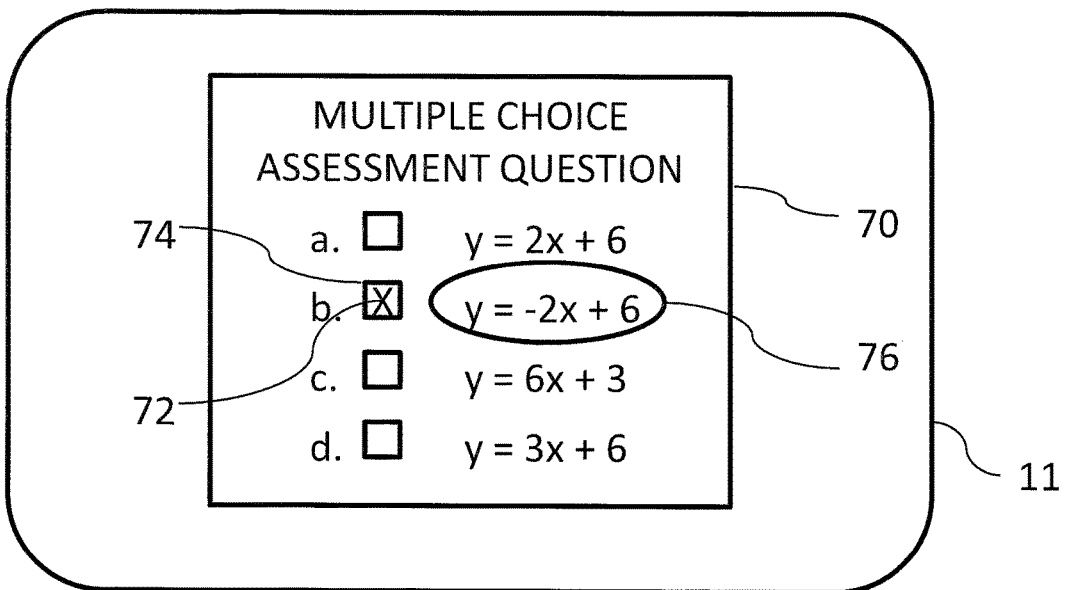 MULTIPLE CHOICE
ASSESSMENT QUESTION
a. y = 2x + 6
b. X y = -2x + 6
c. y = 6x + 3
d. y = 3x + 6
74
72
70
76
11